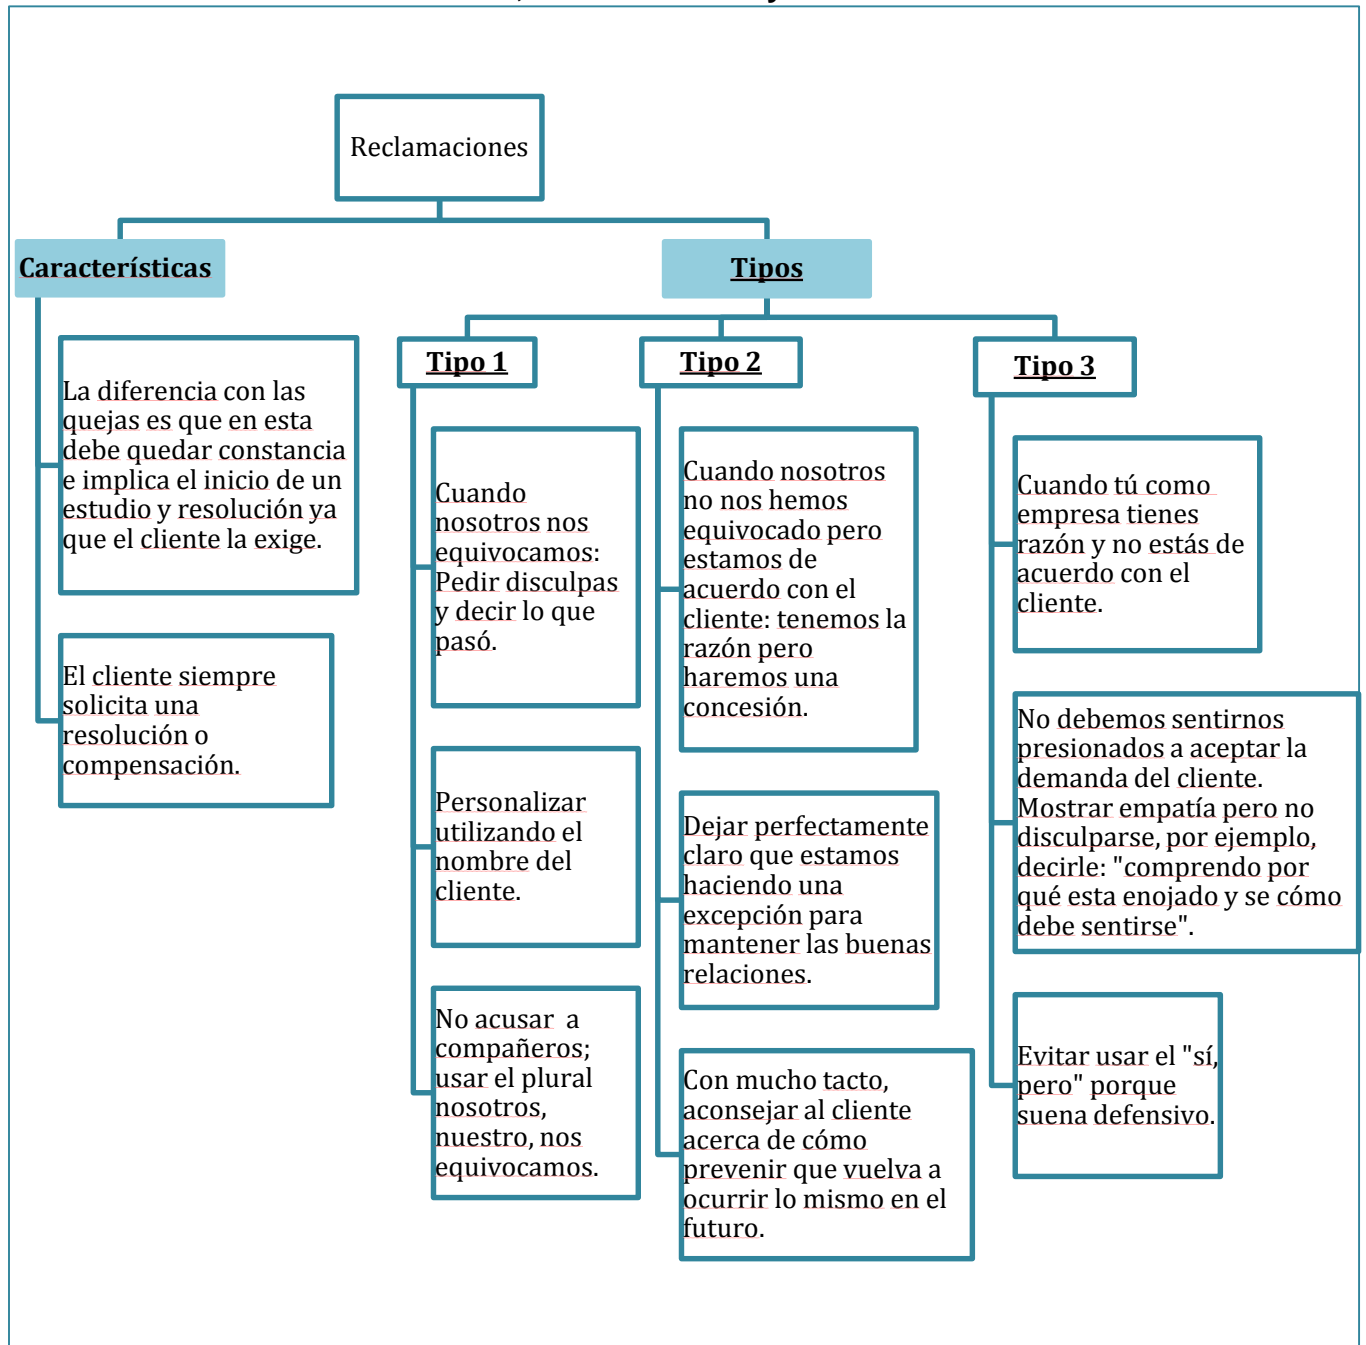 Reclamaciones
Características
La diferencia con las
quejas es que en esta
debe quedar constancia
e implica el inicio de un
estudio y resolución ya
que el cliente la exige.
El cliente siempre
solicita una
resolución o
compensación.
Tipos
Tipo 1
Cuando
nosotros nos
equivocamos:
Pedir disculpas
y decir lo que
pasó.
Personalizar
utilizando el
nombre del
cliente.
No acusar  a
compañeros;
usar el plural
nosotros,
nuestro, nos
equivocamos.
Tipo 2
Cuando nosotros
no nos hemos
equivocado pero
estamos de
acuerdo con el
cliente: tenemos la
razón pero
haremos una
concesión.
Dejar perfectamente
claro que estamos
haciendo una
excepción para
mantener las buenas
relaciones.
Con mucho tacto,
aconsejar al cliente
acerca de cómo
prevenir que vuelva a
ocurrir lo mismo en el
futuro.
Tipo 3
Cuando tú como
empresa tienes
razón y no estás de
acuerdo con el
cliente.
No debemos sentirnos
presionados a aceptar la
demanda del cliente.
Mostrar empatía pero no
disculparse, por ejemplo,
decirle: "comprendo por
qué esta enojado y se cómo
debe sentirse".
Evitar usar el "sí,
pero" porque
suena defensivo.